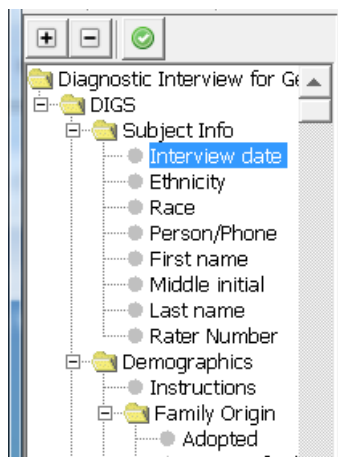 Diagnostic Interview for Ge
DIGS
Subject Info
Interview date
Ethnicity
Race
Person/Phone
First name
Middle initial
Last name
Rater Number
Demographics
Instructions
Family Origin
Adopted